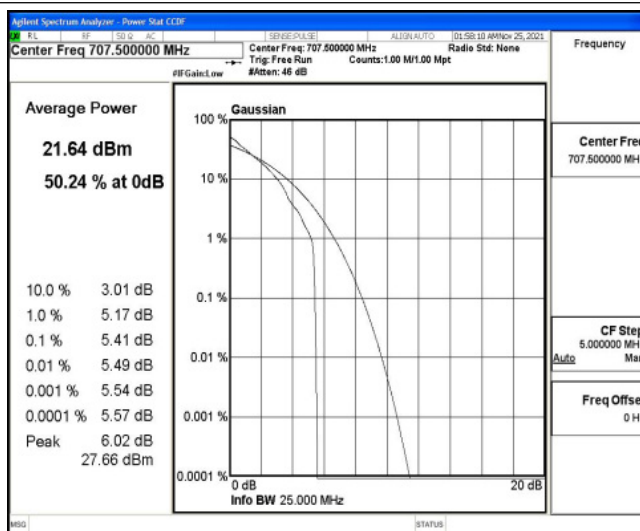 Agilent Spectrum Analyzer - Power Stat CCDF
RL RF 50 Ω AC SENSE:PULSE ALIGN AUTO 01:58:10 AM Nov 25, 2021
Center Freq 707.500000 MHz
Center Freq: 707.500000 MHz Radio Std: None
Trig: Free Run Counts:1.00 M/1.00 Mpt
#IFGain:Low #Atten: 46 dB
Frequency
Average Power
21.64 dBm
50.24 % at 0dB
10.0 % 3.01 dB
1.0 % 5.17 dB
0.1 % 5.41 dB
0.01 % 5.49 dB
0.001 % 5.54 dB
0.0001 % 5.57 dB
Peak 6.02 dB
27.66 dBm
Gaussian
100 %
10 %
1 %
0.1 %
0.01 %
0.001 %
0.0001 %
0 dB 20 dB
Info BW 25.000 MHz
Center Fre
707.500000 MH
CF Step
5.000000 MH
Auto Ma
Freq Offse
0 H
MSG STATUS